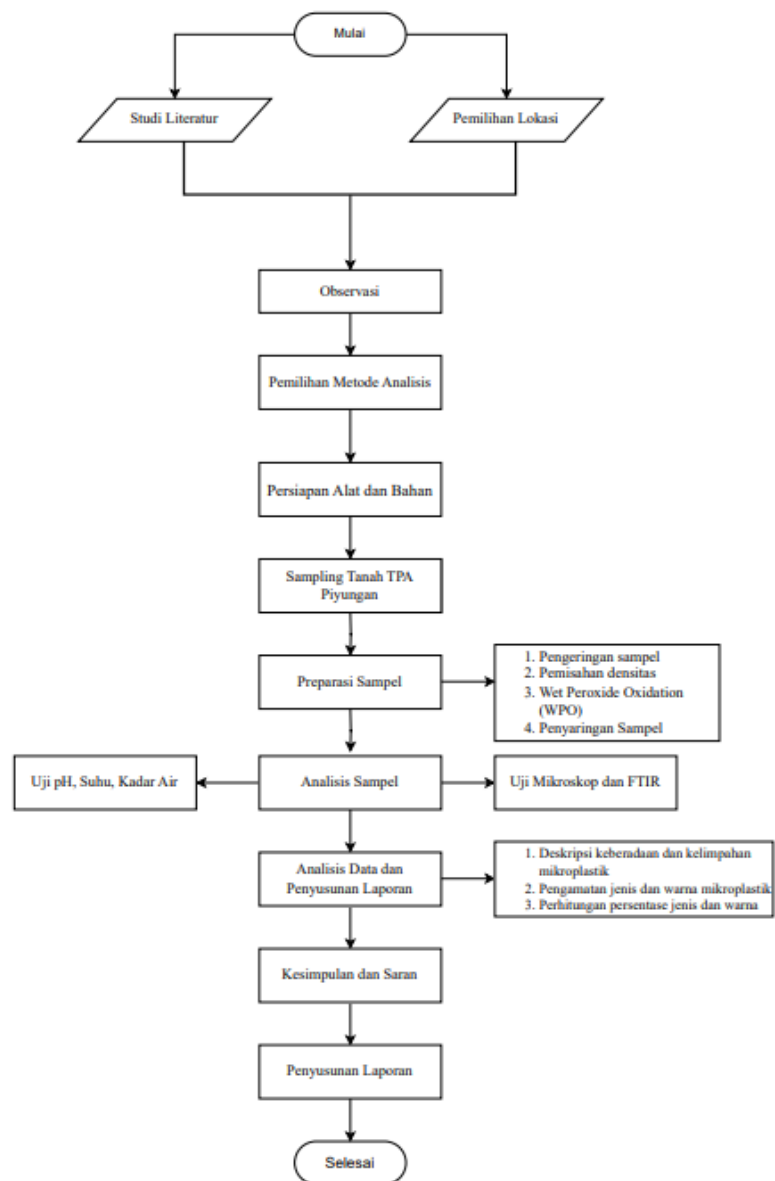 Mulai
Studi Literatur
Pemilihan Lokasi
Observasi
Pemilihan Metode Analisis
Persiapan Alat dan Bahan
Sampling Tanah TPA
Piyungan
Preparasi Sampel
1. Pengeringan sampel
2. Pemisahan densitas
3. Wet Peroxide Oxidation
(WPO)
4. Penyaringan Sampel
Uji pH, Suhu, Kadar Air
Analisis Sampel
Uji Mikroskop dan FTIR
Analisis Data dan
Penyusunan Laporan
1. Deskripsi keberadaan dan kelimpahan
mikroplastik
2. Pengamatan jenis dan warna mikroplastik
3. Perhitungan persentase jenis dan warna
Kesimpulan dan Saran
Penyusunan Laporan
Selesai